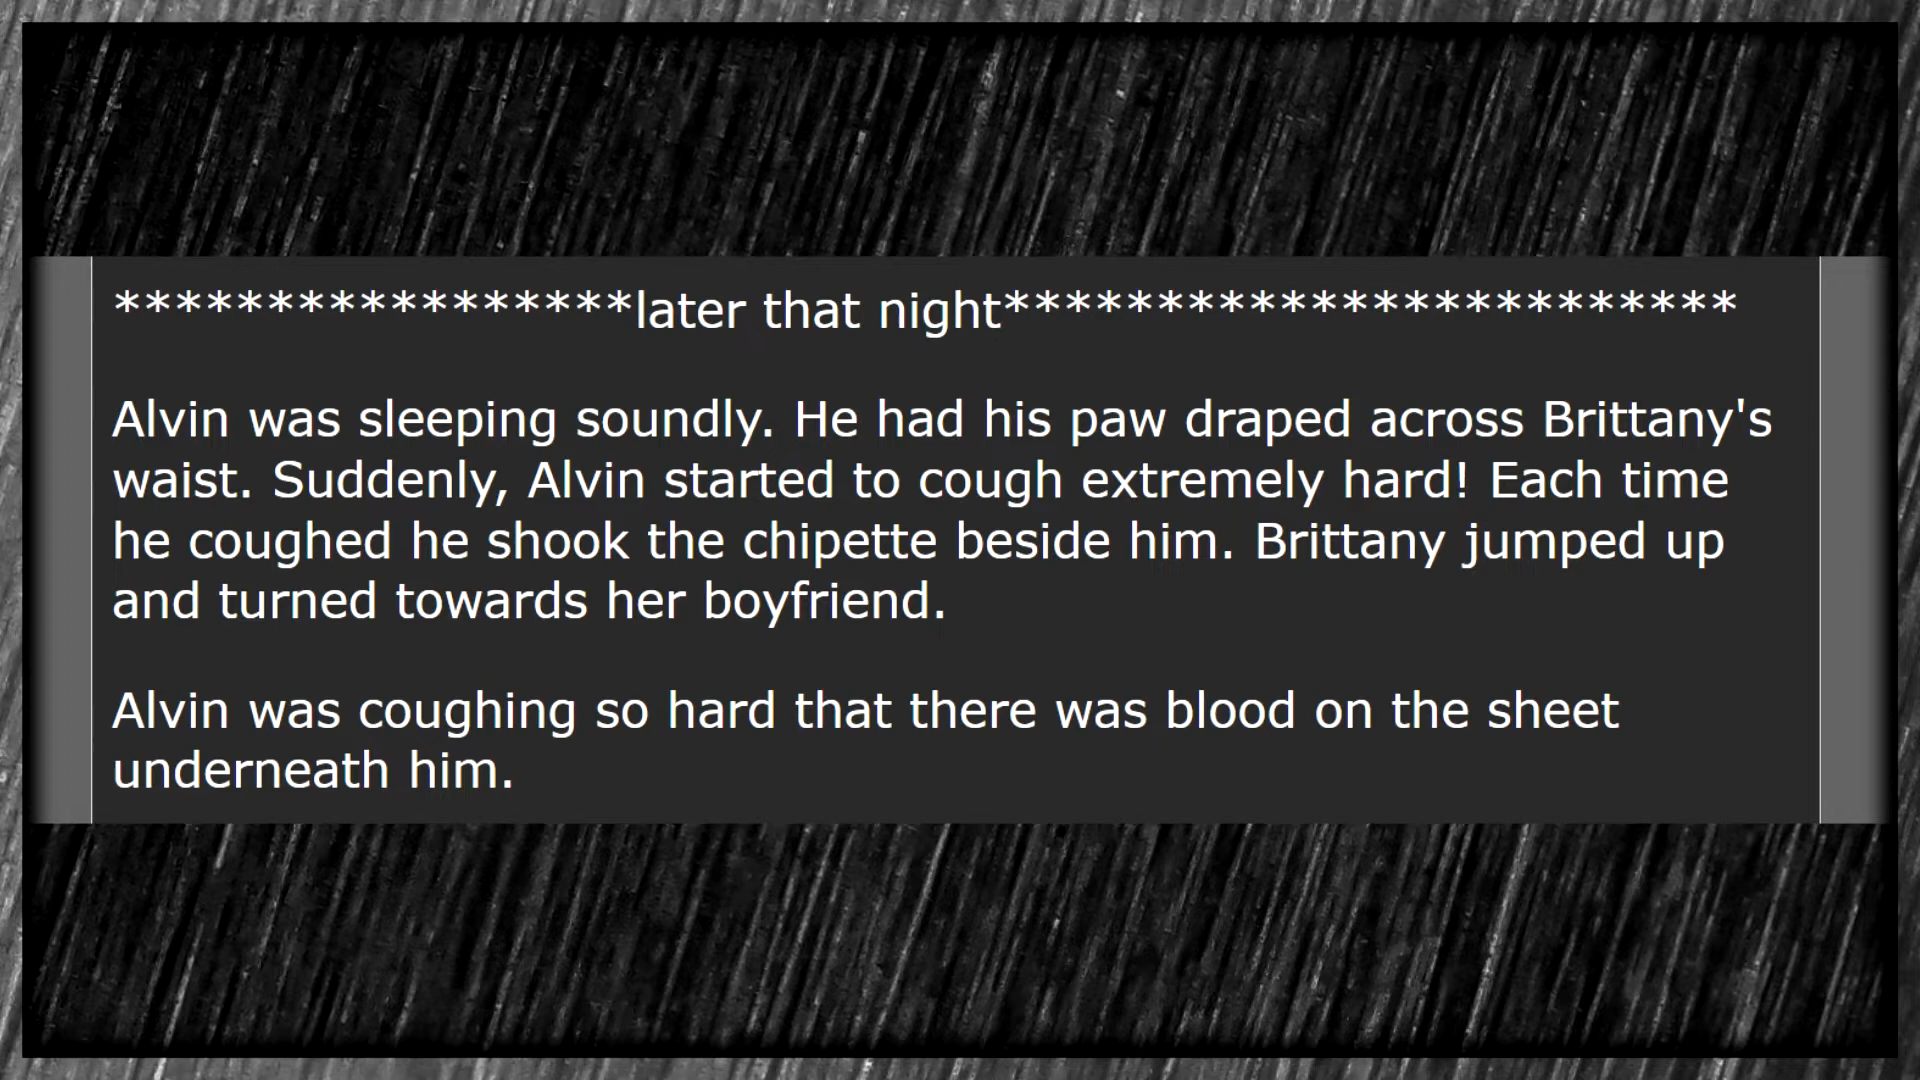 *****************later that night************************
Alvin was sleeping soundly. He had his paw draped across Brittany's
waist. Suddenly, Alvin started to cough extremely hard! Each time
he coughed he shook the chipette beside him. Brittany jumped up
and turned towards her boyfriend.
Alvin was coughing so hard that there was blood on the sheet
underneath him.